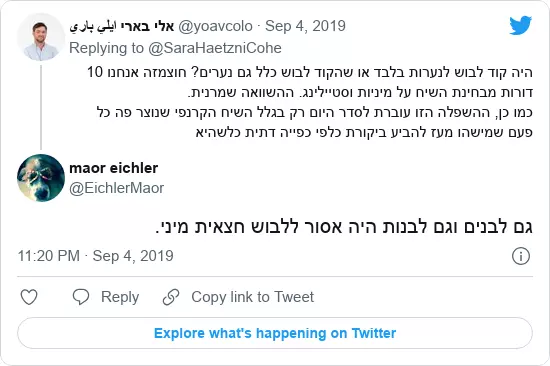 אלי בארי ايلي باري @yoavcolo · Sep 4, 2019
Replying to @SaraHaetzniCohe
היה קוד לבוש לנערות בלבד או שהקוד לבוש כלל גם נערים? חוצמזה אנחנו 10
דורות מבחינת השיח על מיניות וסטיילינג. ההשוואה שמרנית.
כמו כן, ההשפלה הזו עוברת לסדר היום רק בגלל השיח הקרנפי שנוצר פה כל
פעם שמישהו מעז להביע ביקורת כלפי כפייה דתית כלשהיא
maor eichler
@EichlerMaor
גם לבנים וגם לבנות היה אסור ללבוש חצאית מיני.
11:20 PM · Sep 4, 2019
Reply Copy link to Tweet
Explore what's happening on Twitter